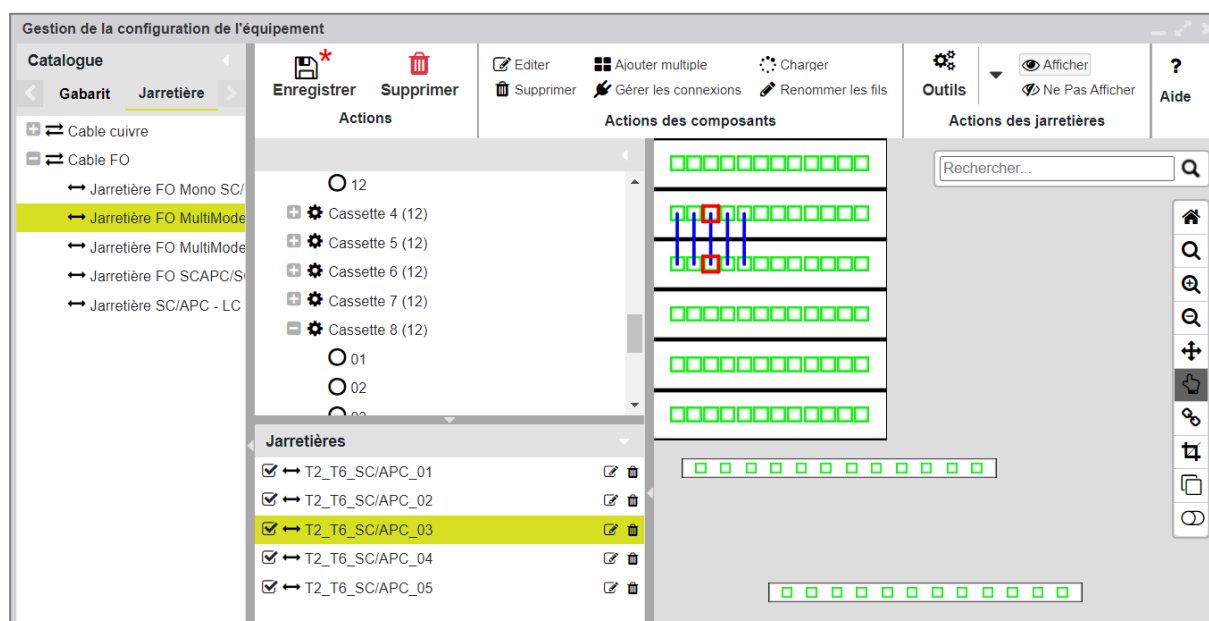 Gestion de la configuration de l'équipement
Catalogue
Gabarit Jarretière
Cable cuivre
Cable FO
Jarretière FO Mono SC/
Jarretière FO MultiMode
Jarretière FO MultiMode
Jarretière FO SCAPC/S
Jarretière SC/APC - LC
Enregistrer Supprimer
Actions
Editer Ajouter multiple Charger
Supprimer Gérer les connexions Renommer les fils
Actions des composants
Outils
Afficher
Ne Pas Afficher
Actions des jarretières
?
Aide
12
Cassette 4 (12)
Cassette 5 (12)
Cassette 6 (12)
Cassette 7 (12)
Cassette 8 (12)
01
02
Jarretières
T2_T6_SC/APC_01
T2_T6_SC/APC_02
T2_T6_SC/APC_03
T2_T6_SC/APC_04
T2_T6_SC/APC_05
Rechercher...